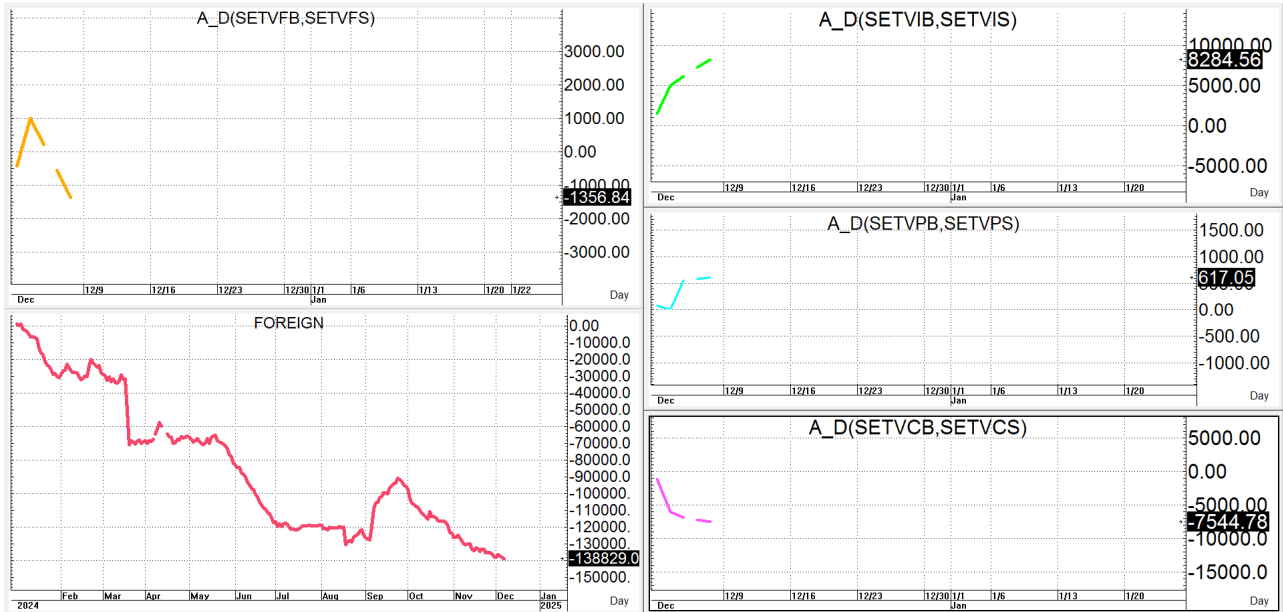 A_D(SETVFB,SETVFS)
3000.00
2000.00
1000.00
0.00
-1000.00
-1356.84
-2000.00
-3000.00
12/9 12/16 12/23 12/30 1/1 1/6 1/13 1/20 1/22
Dec Jan Day
FOREIGN
0.00
-10000.0
-20000.0
-30000.0
-40000.0
-50000.0
-60000.0
-70000.0
-80000.0
-90000.0
-100000.
-110000.
-120000.
-130000.
-138829.0
-150000.
Feb Mar Apr May Jun Jul Aug Sep Oct Nov Dec Jan
2024 2025 Day
A_D(SETVIB,SETVIS)
10000.00
8284.56
5000.00
0.00
-5000.00
12/9 12/16 12/23 12/30 1/1 1/6 1/13 1/20
Dec Jan Day
A_D(SETVPB,SETVPS)
1500.00
1000.00
617.05
0.00
-500.00
-1000.00
12/9 12/16 12/23 12/30 1/1 1/6 1/13 1/20
Dec Jan Day
A_D(SETVCB,SETVCS)
5000.00
0.00
-5000.00
-7544.78
-10000.00
-15000.00
12/9 12/16 12/23 12/30 1/1 1/6 1/13 1/20
Dec Jan Day